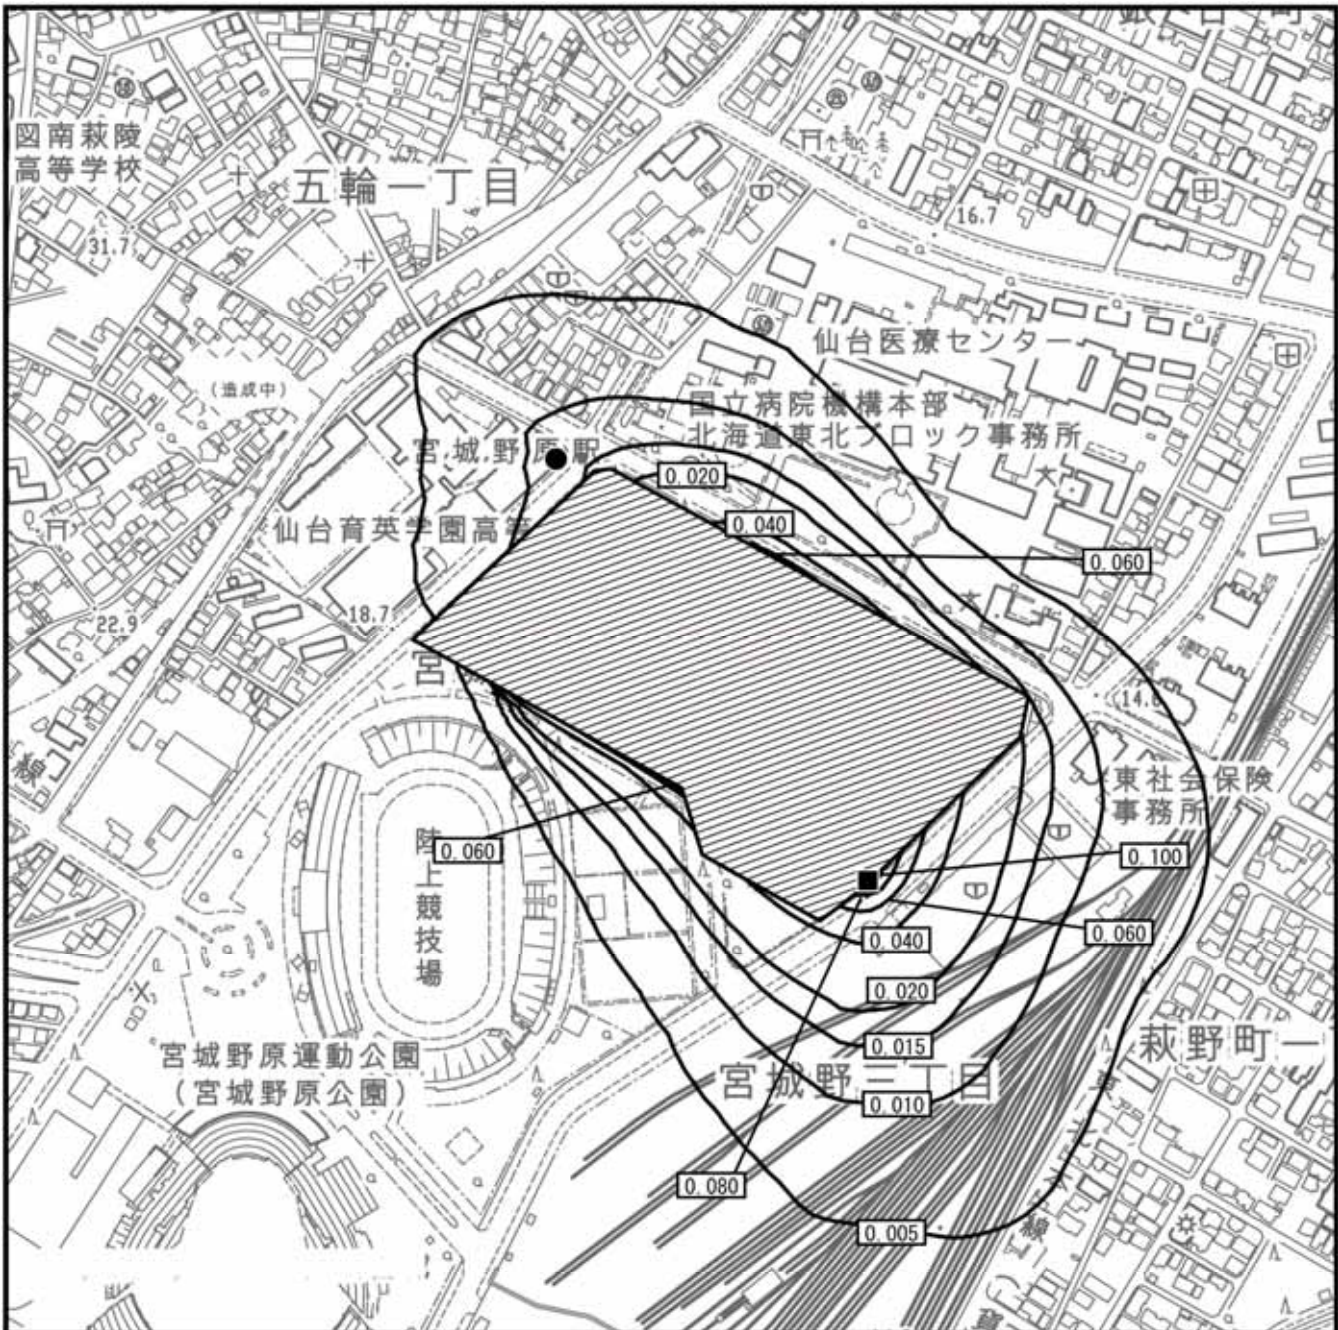 図南萩陵
高等学校
五輪一丁目
31.7
16.7
仙台医療センター
(造成中)
国立病院機構本部
北海道東北ブロック事務所
宮城野原駅
0.020
0.040
0.060
仙台育英学園高等
18.7
22.9
宮
線
東社会保険
事務所
0.060
0.100
陸上競技場
0.040
0.060
0.020
0.015
宮城野原運動公園
(宮城野原公園)
萩野町一
宮城野三丁目
0.010
0.080
0.005
線